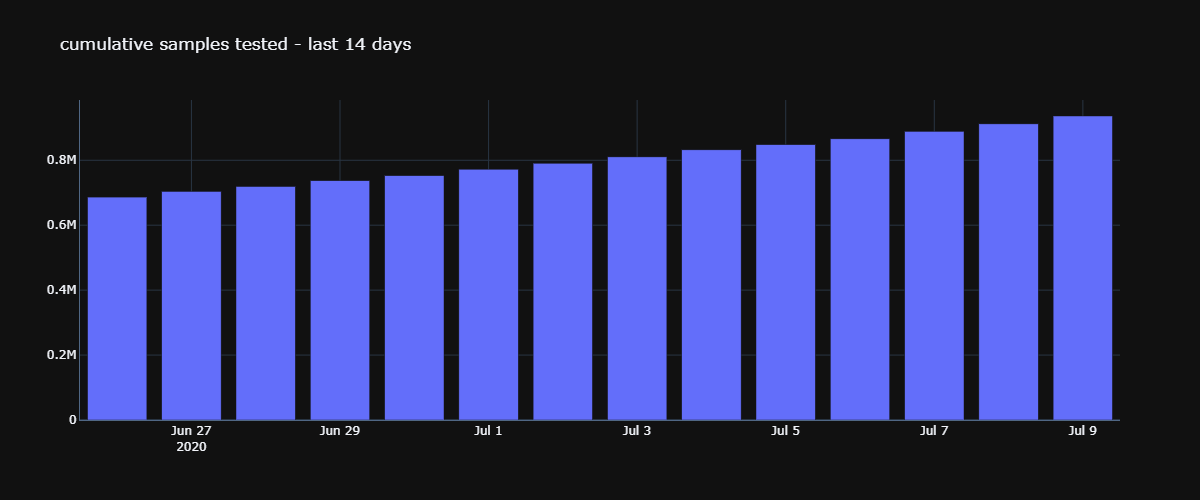 cumulative samples tested - last 14 days
0.8M
0.6M
0.4M
0.2M
0
Jun 27 Jun 29 Jul 1 Jul 3 Jul 5 Jul 7 Jul 9
2020